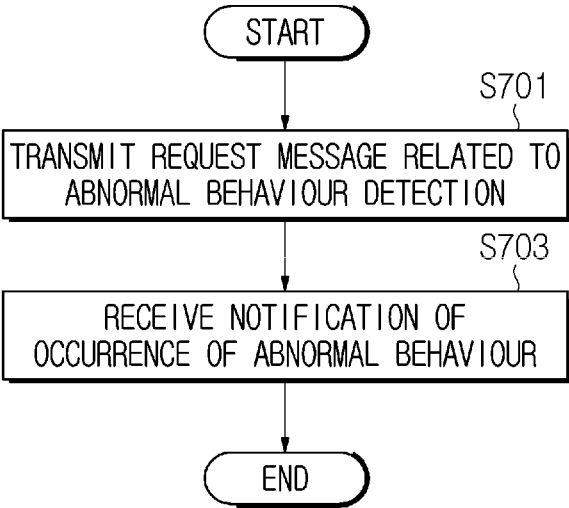 START
S701
TRANSMIT REQUEST MESSAGE RELATED TO
ABNORMAL BEHAVIOUR DETECTION
S703
RECEIVE NOTIFICATION OF
OCCURRENCE OF ABNORMAL BEHAVIOUR
END